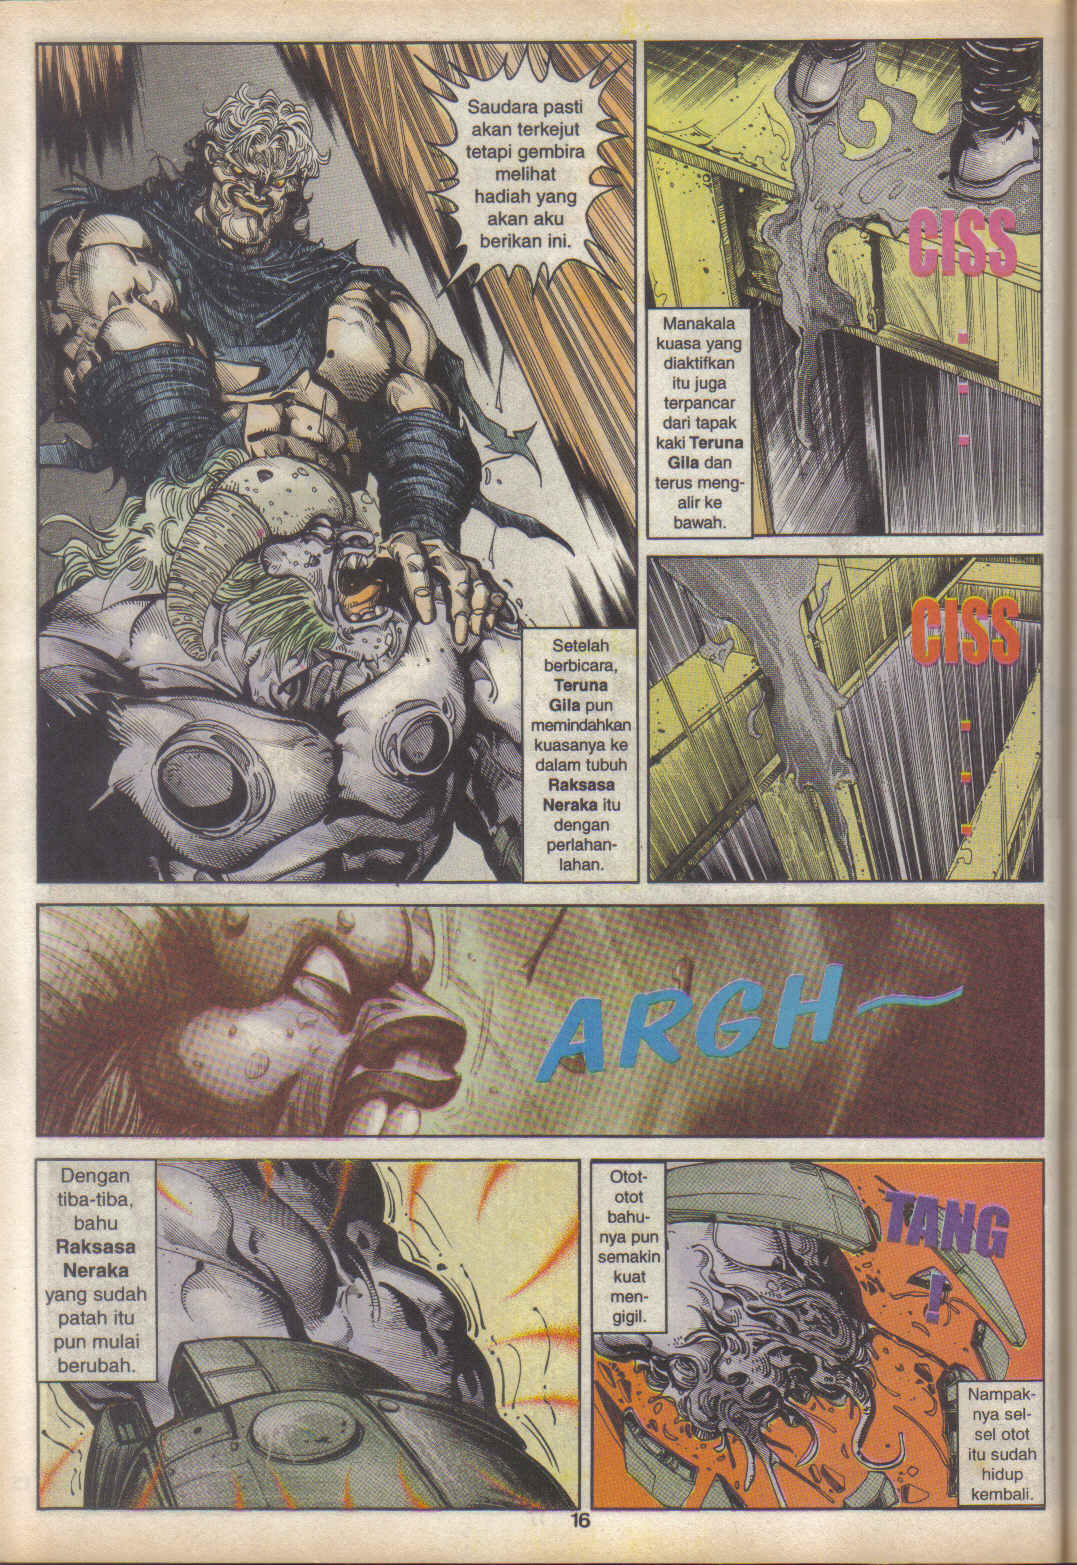 Saudara pasti
akan terkejut
tetapi gembira
melihat
hadiah yang
akan aku
berikan ini.
Setelah
berbicara,
Teruna
Gila pun
memindahkan
kuasanya ke
dalam tubuh
Raksasa
Neraka itu
dengan
perlahan-
lahan.
CISS
Manakala
kuasa yang
diaktifkan
itu juga
terpancar
dari tapak
kaki Teruna
Gila dan
terus meng-
alir ke
bawah.
CISS
ARGH~
Dengan
tiba-tiba,
bahu
Raksasa
Neraka
yang sudah
patah itu
pun mulai
berubah.
Otot-
otot
bahu-
nya pun
semakin
kuat
men-
gigil.
TANG
!
Nampak-
nya sel-
sel otot
itu sudah
hidup
kembali.
16